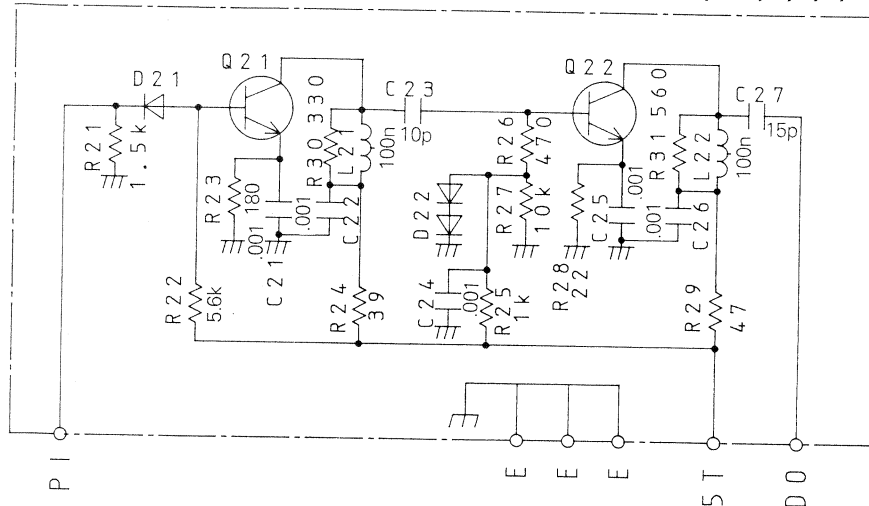 Q21
D21
R21
1.5k
R23
180
.001
C21
R22
5.6k
R30 330
L21
100n
.001
C22
R24
39
C23
10p
R26
470
R27
10k
D22
C24
.001
R25
1k
Q22
R28
22
C25
.001
R31 560
L22
100n
.001
C26
R29
47
C27
15p
PI
E
E
E
5T
DO